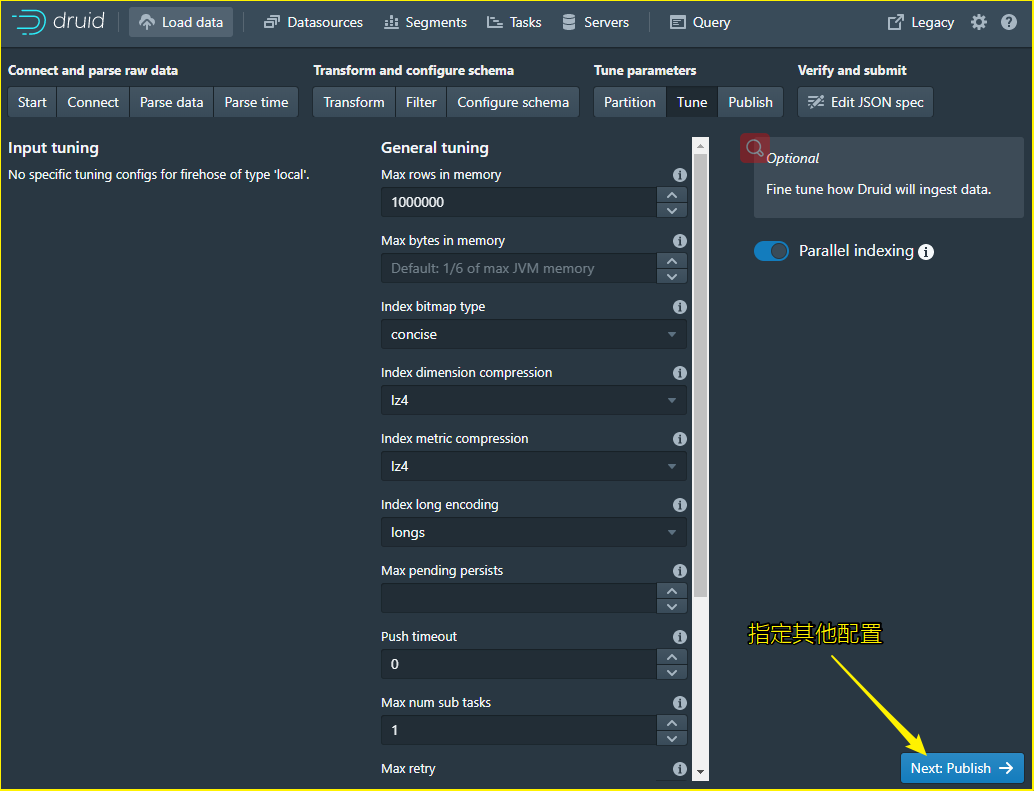 druid Load data Datasources Segments Tasks Servers Query Legacy
Connect and parse raw data Transform and configure schema Tune parameters Verify and submit
Start Connect Parse data Parse time Transform Filter Configure schema Partition Tune Publish Edit JSON spec
Input tuning
No specific tuning configs for firehose of type 'local'.
General tuning
Max rows in memory
1000000
Max bytes in memory
Default: 1/6 of max JVM memory
Index bitmap type
concise
Index dimension compression
lz4
Index metric compression
lz4
Index long encoding
longs
Max pending persists
Push timeout
0
Max num sub tasks
1
Max retry
Optional
Fine tune how Druid will ingest data.
Parallel indexing
指定其他配置
Next: Publish